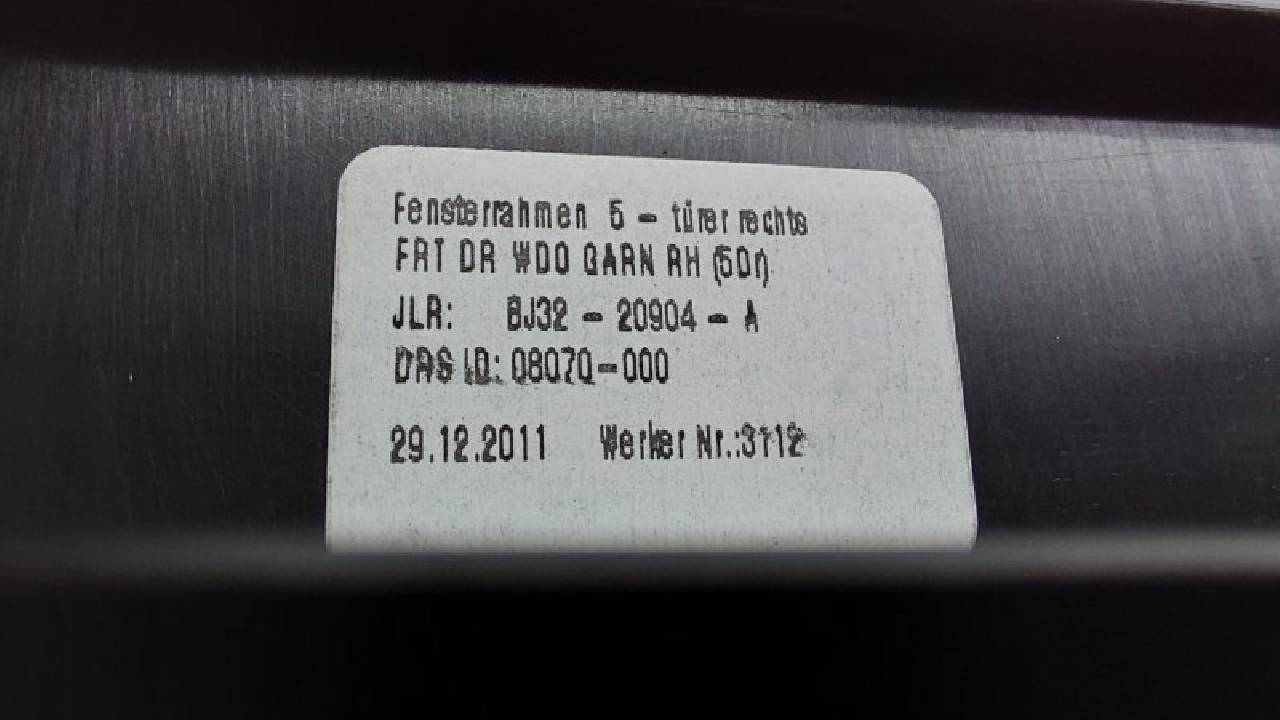 Fensterrahmen 5 - türer rechts
FRT DR WDO GARN RH (5Dr)
JLR: BJ32 - 20904 - A
DAS ID: 08070-000
29.12.2011 Werker Nr.:3112